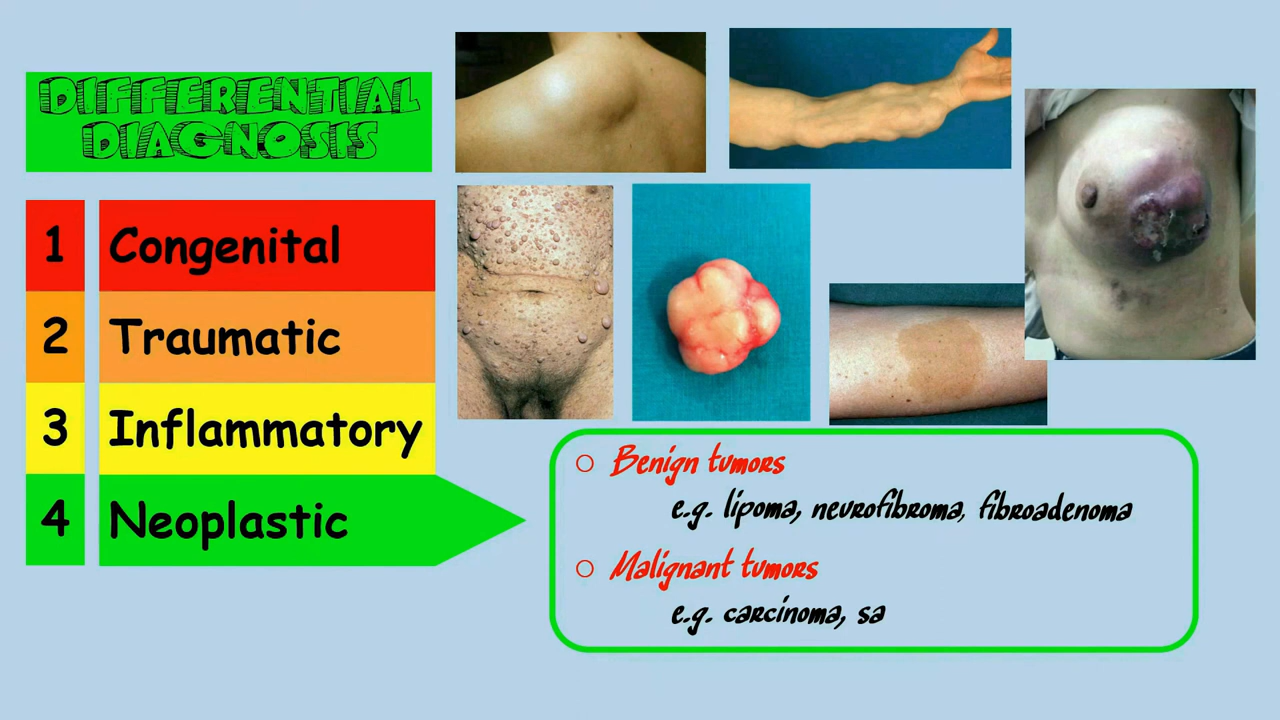 DIFFERENTIAL
DIAGNOSIS
1 Congenital
2 Traumatic
3 Inflammatory
4 Neoplastic
Benign tumors
e.g. lipoma, neurofibroma, fibroadenoma
Malignant tumors
e.g. carcinoma, sa